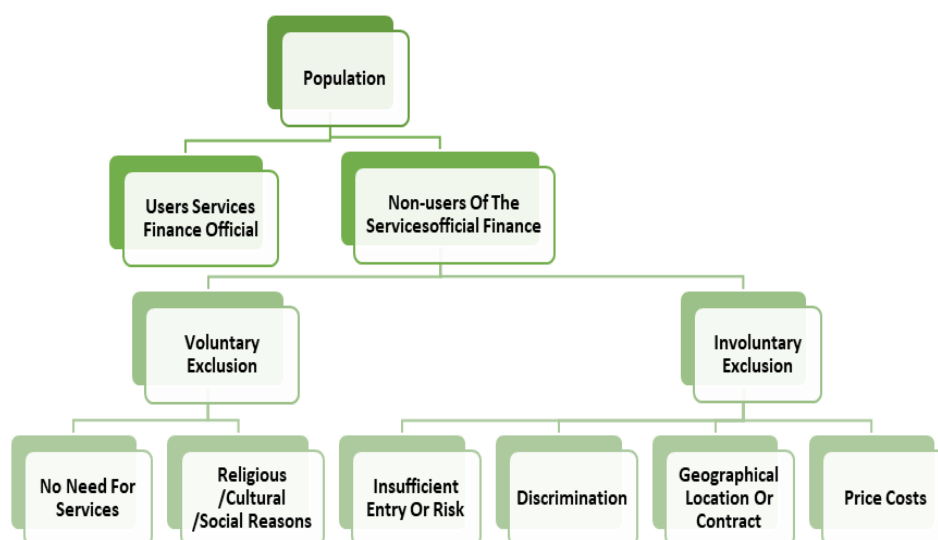 Population
Users Services
Finance Official
Non-users Of The
Servicesofficial Finance
Voluntary
Exclusion
Involuntary
Exclusion
No Need For
Services
Religious
/Cultural
/Social Reasons
Insufficient
Entry Or Risk
Discrimination
Geographical
Location Or
Contract
Price Costs